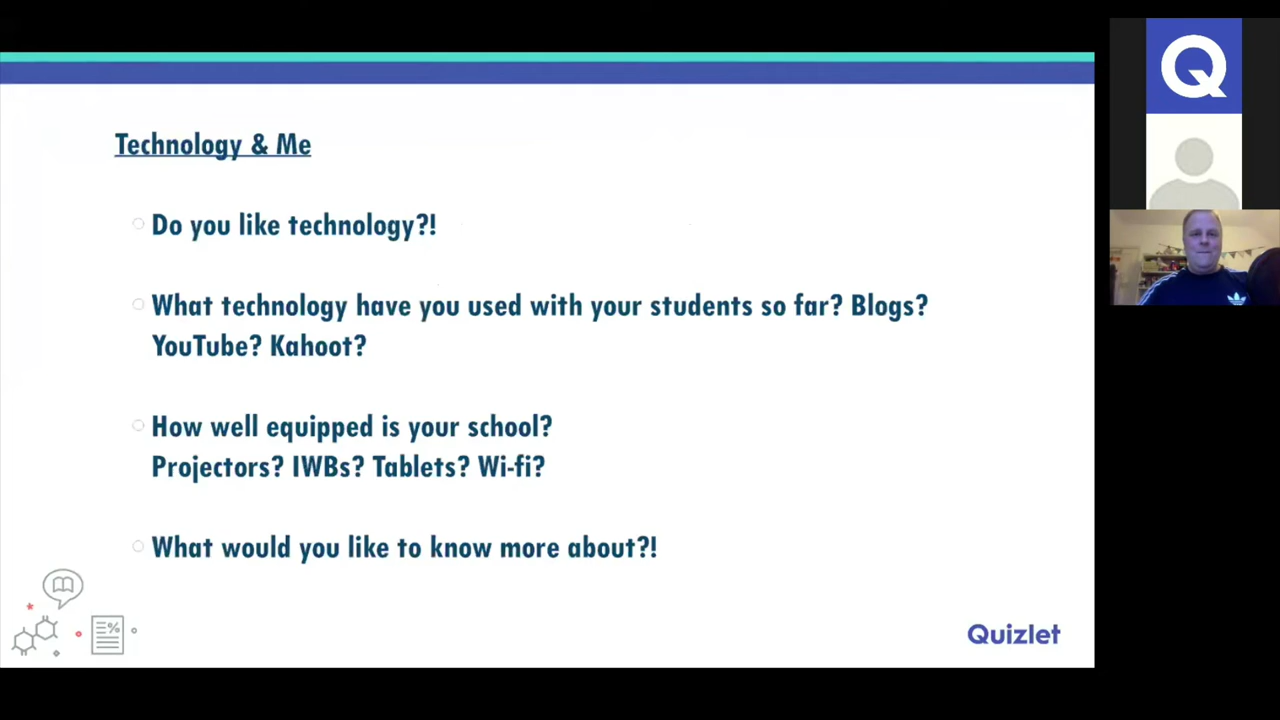 Technology & Me
Do you like technology?!
What technology have you used with your students so far? Blogs?
YouTube? Kahoot?
How well equipped is your school?
Projectors? IWBs? Tablets? Wi-fi?
What would you like to know more about?!
Quizlet
Q